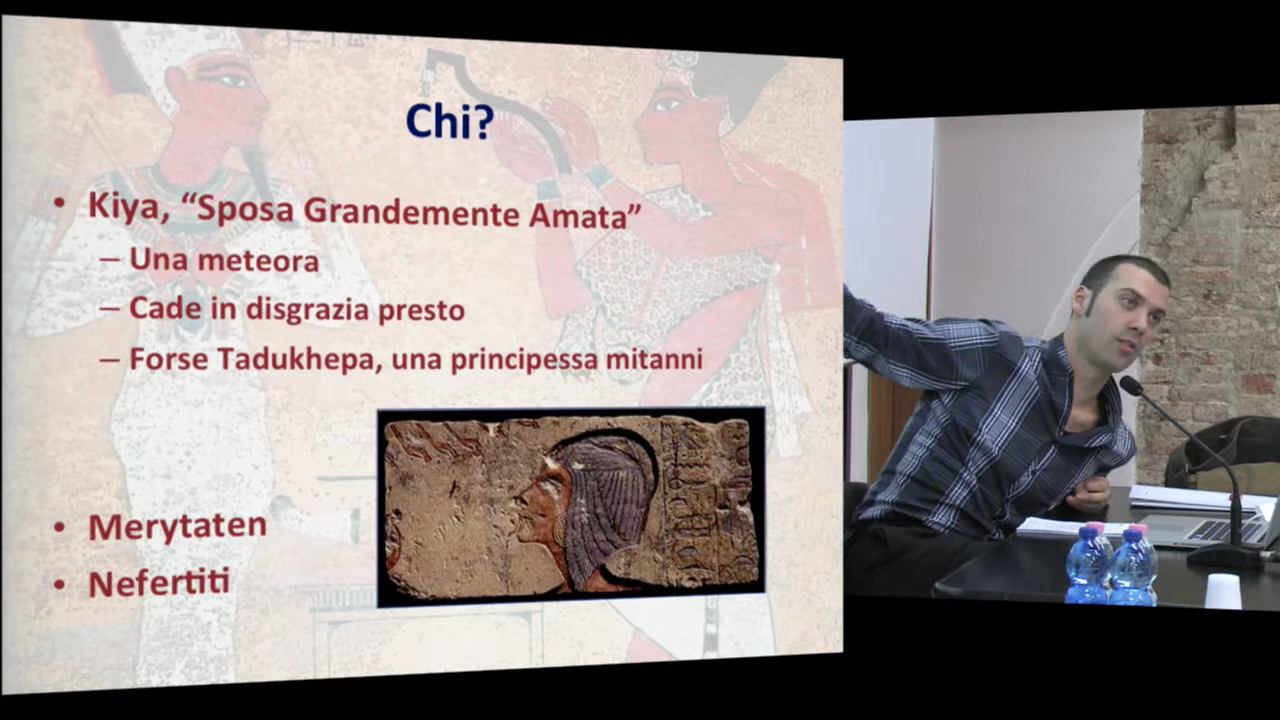 Chi?
• Kiya, “Sposa Grandemente Amata”
– Una meteora
– Cade in disgrazia presto
– Forse Tadukhepa, una principessa mitanni
• Merytaten
• Nefertiti